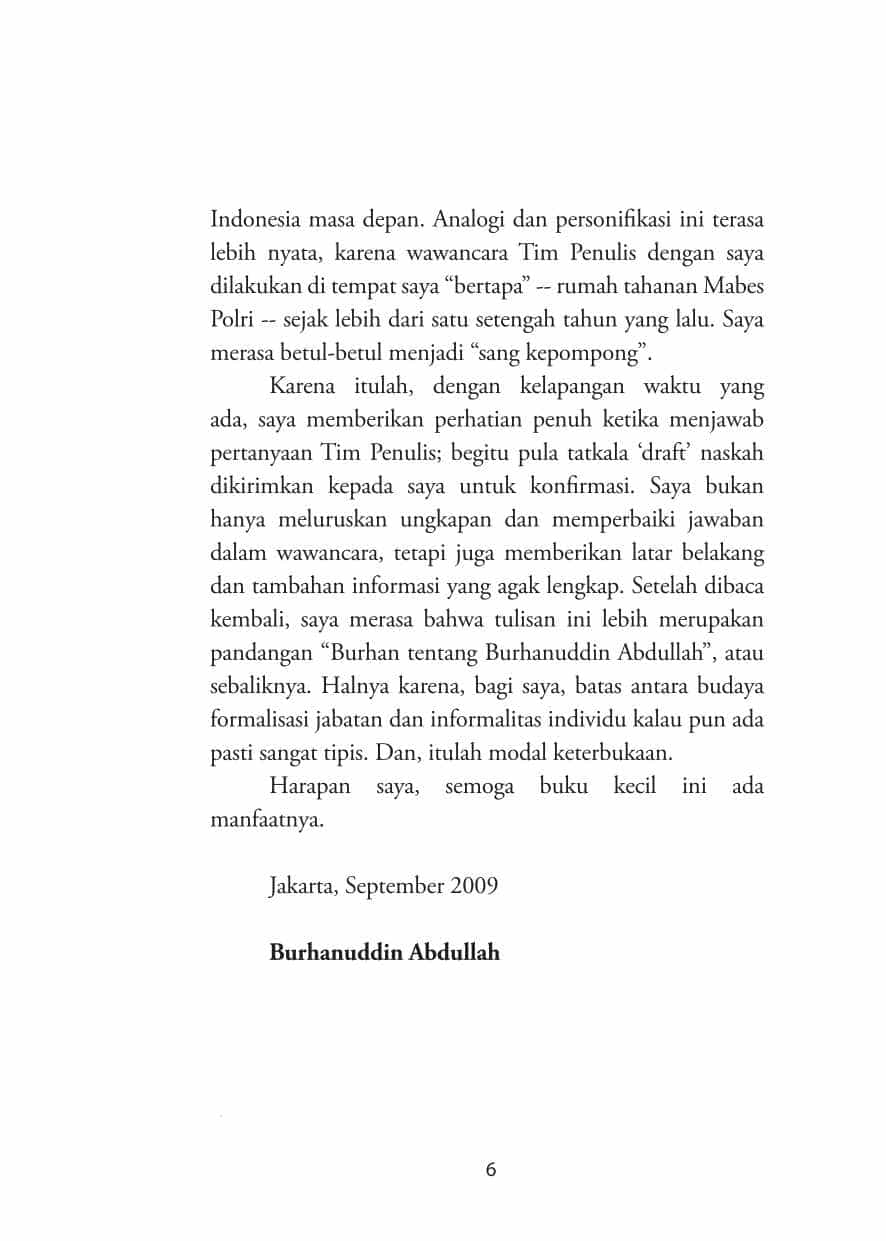 Indonesia masa depan. Analogi dan personifikasi ini terasa
lebih nyata, karena wawancara Tim Penulis dengan saya
dilakukan di tempat saya “bertapa” -- rumah tahanan Mabes
Polri -- sejak lebih dari satu setengah tahun yang lalu. Saya
merasa betul-betul menjadi “sang kepompong”.
Karena itulah, dengan kelapangan waktu yang
ada, saya memberikan perhatian penuh ketika menjawab
pertanyaan Tim Penulis; begitu pula tatkala ‘draft’ naskah
dikirimkan kepada saya untuk konfirmasi. Saya bukan
hanya meluruskan ungkapan dan memperbaiki jawaban
dalam wawancara, tetapi juga memberikan latar belakang
dan tambahan informasi yang agak lengkap. Setelah dibaca
kembali, saya merasa bahwa tulisan ini lebih merupakan
pandangan “Burhan tentang Burhanuddin Abdullah”, atau
sebaliknya. Halnya karena, bagi saya, batas antara budaya
formalisasi jabatan dan informalitas individu kalau pun ada
pasti sangat tipis. Dan, itulah modal keterbukaan.
Harapan saya, semoga buku kecil ini ada
manfaatnya.
Jakarta, September 2009
Burhanuddin Abdullah
6